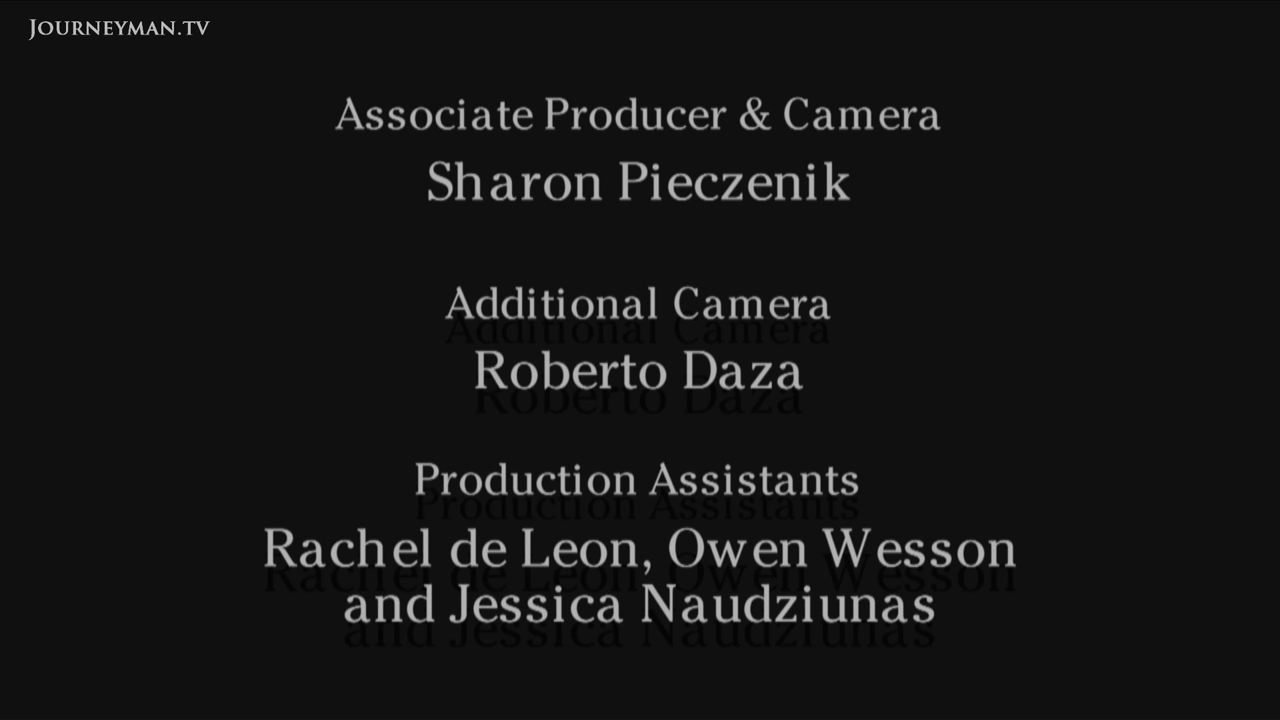 JOURNEYMAN.TV
Associate Producer & Camera
Sharon Pieczenik
Additional Camera
Roberto Daza
Production Assistants
Rachel de Leon, Owen Wesson
and Jessica Naudziunas